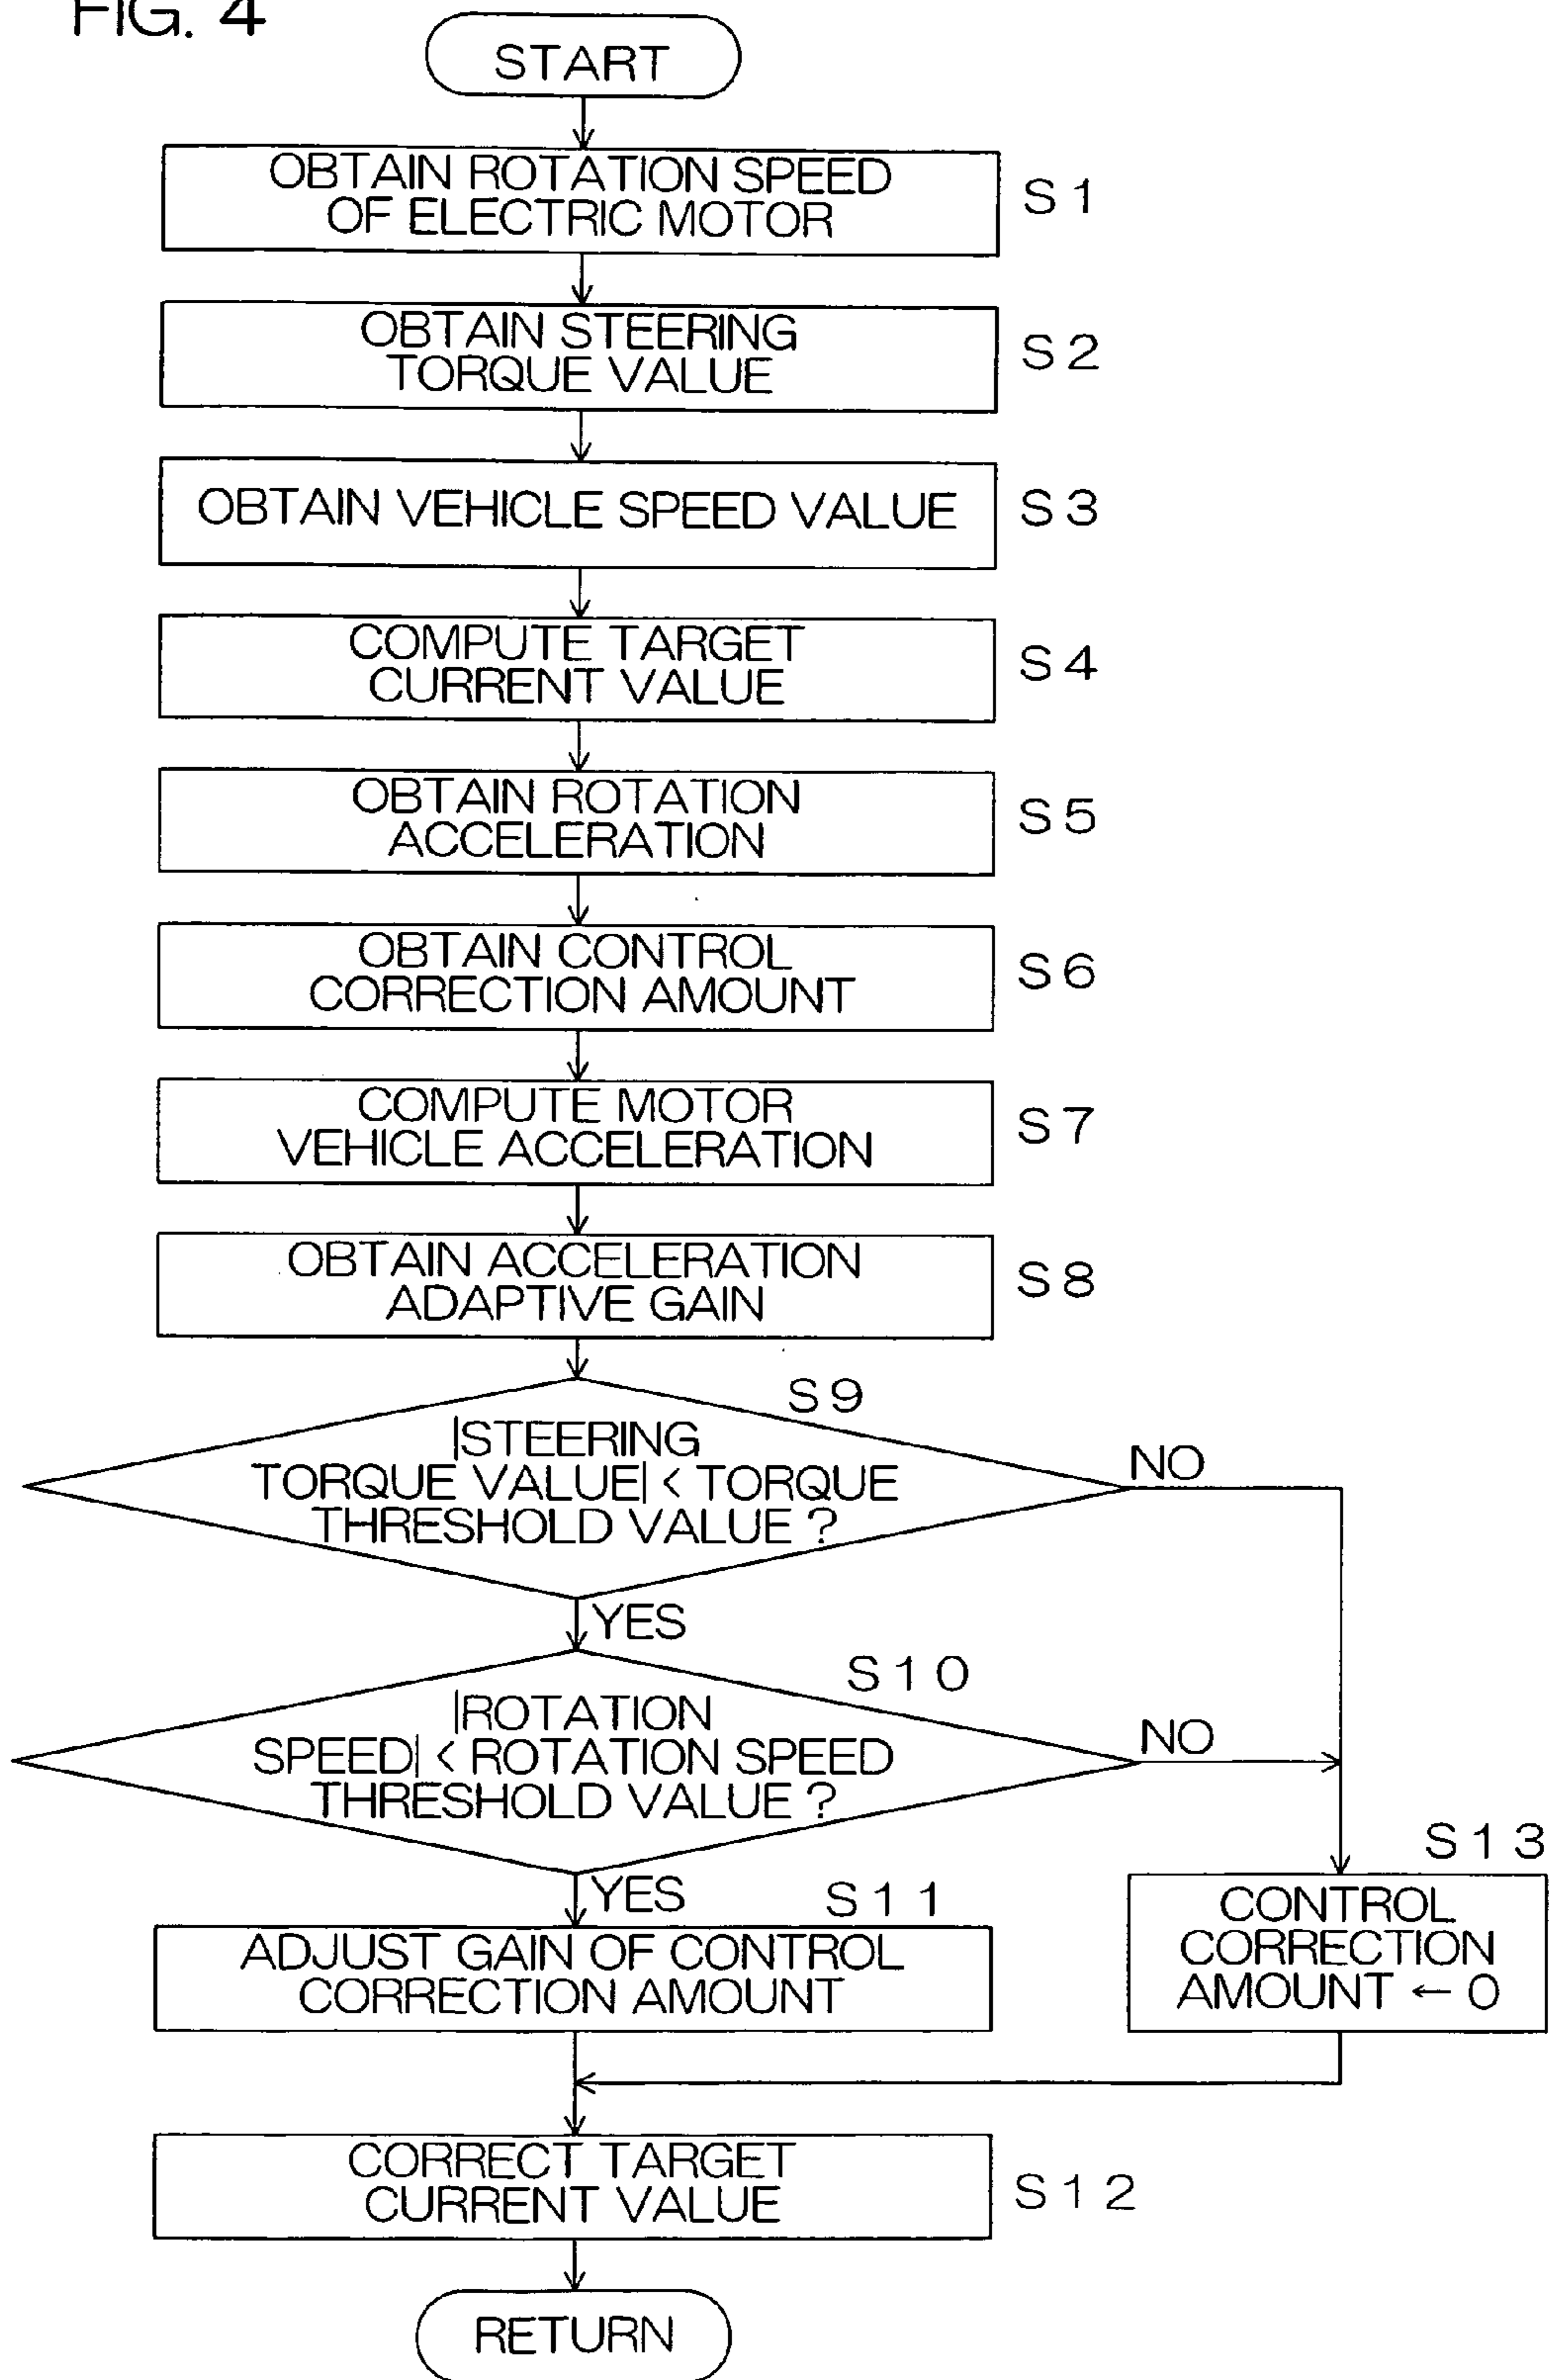 FIG. 4
START
OBTAIN ROTATION SPEED
OF ELECTRIC MOTOR
S1
OBTAIN STEERING
TORQUE VALUE
S2
OBTAIN VEHICLE SPEED VALUE
S3
COMPUTE TARGET
CURRENT VALUE
S4
OBTAIN ROTATION
ACCELERATION
S5
OBTAIN CONTROL
CORRECTION AMOUNT
S6
COMPUTE MOTOR
VEHICLE ACCELERATION
S7
OBTAIN ACCELERATION
ADAPTIVE GAIN
S8
S9
|STEERING
TORQUE VALUE| < TORQUE
THRESHOLD VALUE ?
NO
YES
S10
|ROTATION
SPEED| < ROTATION SPEED
THRESHOLD VALUE ?
NO
YES
S11
ADJUST GAIN OF CONTROL
CORRECTION AMOUNT
S13
CONTROL
CORRECTION
AMOUNT ← 0
CORRECT TARGET
CURRENT VALUE
S12
RETURN